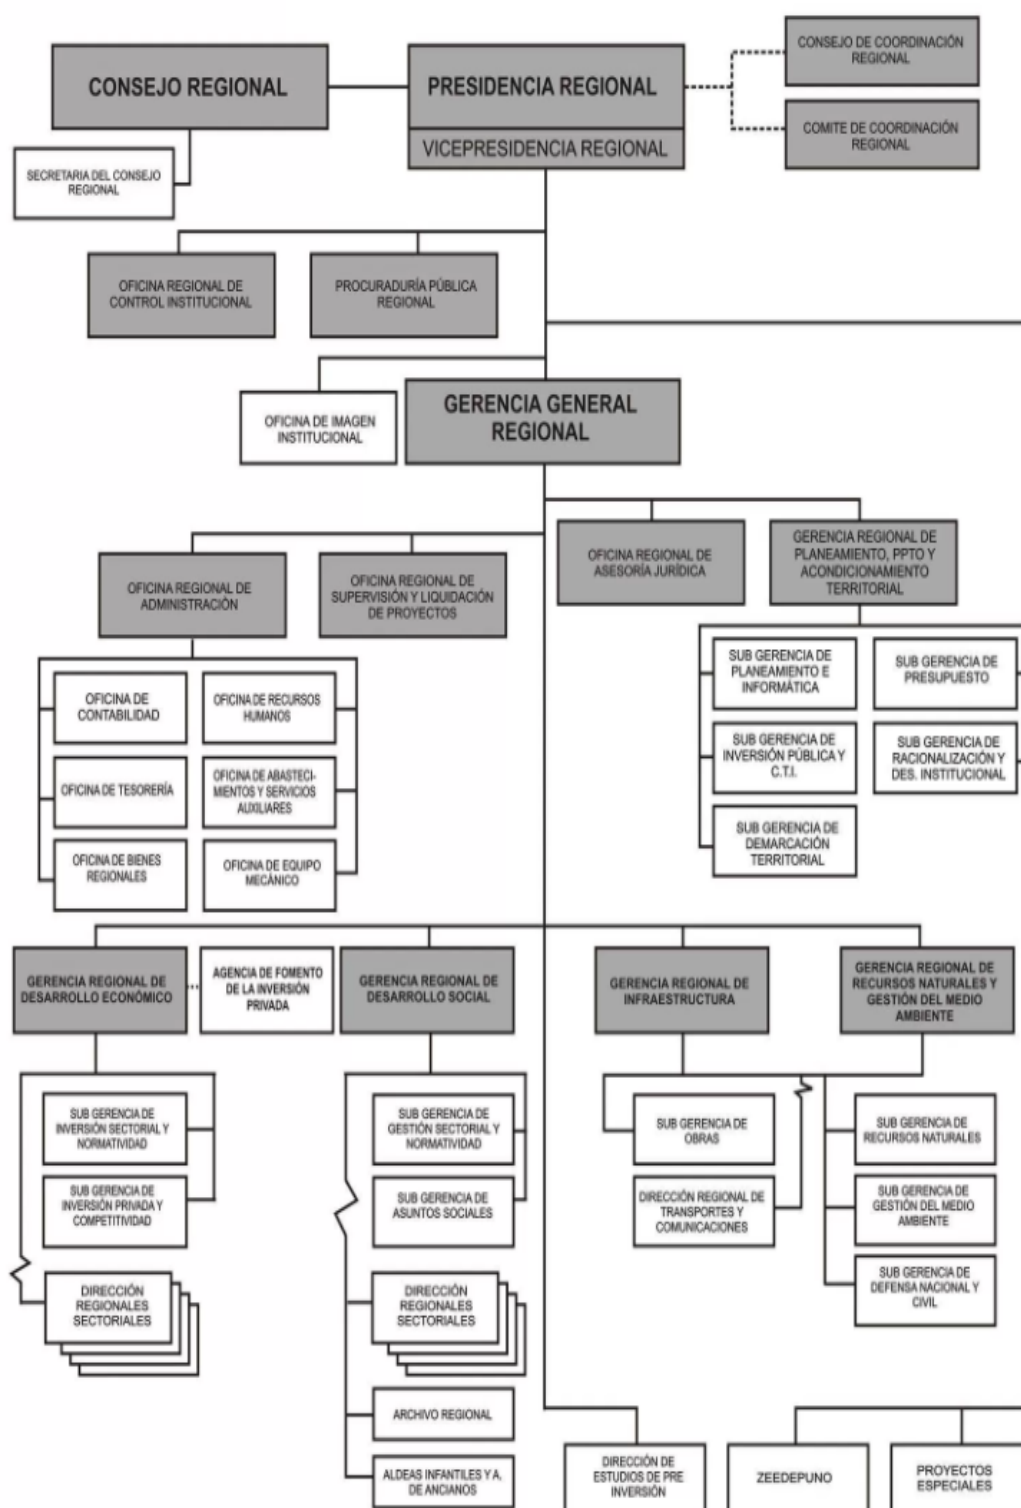 CONSEJO REGIONAL
PRESIDENCIA REGIONAL
VICEPRESIDENCIA REGIONAL
CONSEJO DE COORDINACIÓN
REGIONAL
COMITE DE COORDINACIÓN
REGIONAL
SECRETARIA DEL CONSEJO
REGIONAL
OFICINA REGIONAL DE
CONTROL INSTITUCIONAL
PROCURADURÍA PÚBLICA
REGIONAL
OFICINA DE IMAGEN
INSTITUCIONAL
GERENCIA GENERAL
REGIONAL
OFICINA REGIONAL DE
ADMINISTRACIÓN
OFICINA REGIONAL DE
SUPERVISIÓN Y LIQUIDACIÓN
DE PROYECTOS
OFICINA REGIONAL DE
ASESORÍA JURÍDICA
GERENCIA REGIONAL DE
PLANEAMIENTO, PPTO Y
ACONDICIONAMIENTO
TERRITORIAL
OFICINA DE
CONTABILIDAD
OFICINA DE RECURSOS
HUMANOS
OFICINA DE TESORERÍA
OFICINA DE ABASTECI-
MIENTOS Y SERVICIOS
AUXILIARES
OFICINA DE BIENES
REGIONALES
OFICINA DE EQUIPO
MECÁNICO
SUB GERENCIA DE
PLANEAMIENTO E
INFORMÁTICA
SUB GERENCIA DE
PRESUPUESTO
SUB GERENCIA DE
INVERSIÓN PÚBLICA Y
C.T.I.
SUB GERENCIA DE
RACIONALIZACIÓN Y
DES. INSTITUCIONAL
SUB GERENCIA DE
DEMARCACIÓN
TERRITORIAL
GERENCIA REGIONAL DE
DESARROLLO ECONÓMICO
AGENCIA DE FOMENTO
DE LA INVERSIÓN
PRIVADA
GERENCIA REGIONAL DE
DESARROLLO SOCIAL
GERENCIA REGIONAL DE
INFRAESTRUCTURA
GERENCIA REGIONAL DE
RECURSOS NATURALES Y
GESTIÓN DEL MEDIO
AMBIENTE
SUB GERENCIA DE
INVERSIÓN SECTORIAL Y
NORMATIVIDAD
SUB GERENCIA DE
INVERSIÓN PRIVADA Y
COMPETITIVIDAD
DIRECCIÓN
REGIONALES
SECTORIALES
SUB GERENCIA DE
GESTIÓN SECTORIAL Y
NORMATIVIDAD
SUB GERENCIA DE
ASUNTOS SOCIALES
DIRECCIÓN
REGIONALES
SECTORIALES
ARCHIVO REGIONAL
ALDEAS INFANTILES Y A.
DE ANCIANOS
SUB GERENCIA DE
OBRAS
DIRECCIÓN REGIONAL DE
TRANSPORTES Y
COMUNICACIONES
SUB GERENCIA DE
RECURSOS NATURALES
SUB GERENCIA DE
GESTIÓN DEL MEDIO
AMBIENTE
SUB GERENCIA DE
DEFENSA NACIONAL Y
CIVIL
DIRECCIÓN DE
ESTUDIOS DE PRE
INVERSIÓN
ZEEDEPUNO
PROYECTOS
ESPECIALES